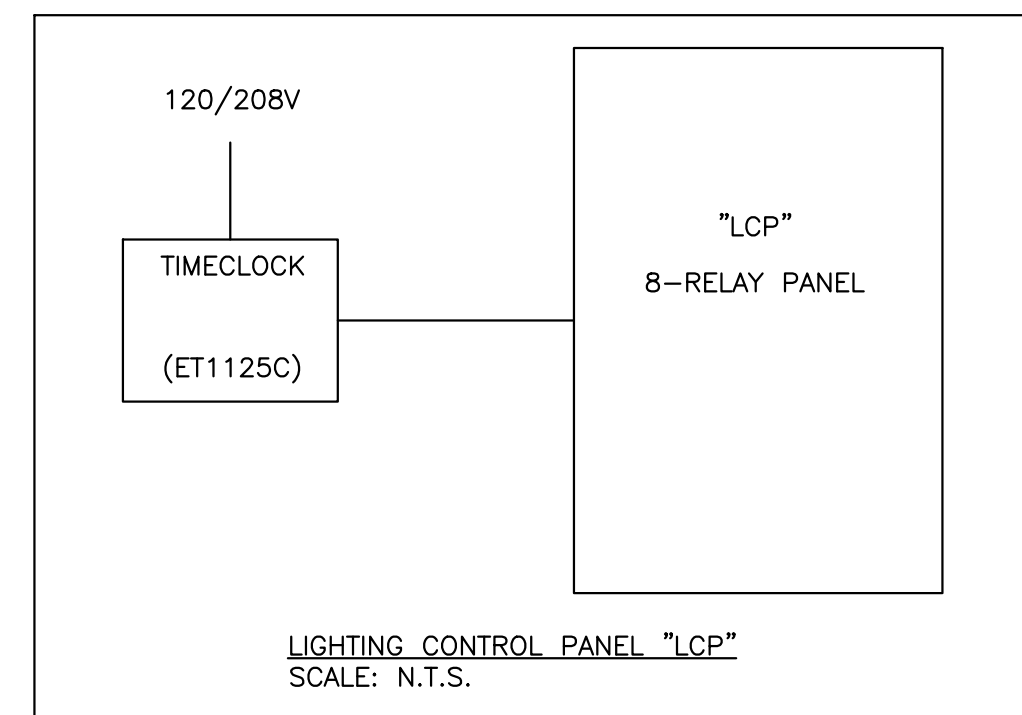 120/208V
TIMECLOCK
(ET1125C)
"LCP"
8-RELAY PANEL
LIGHTING CONTROL PANEL "LCP"
SCALE: N.T.S.